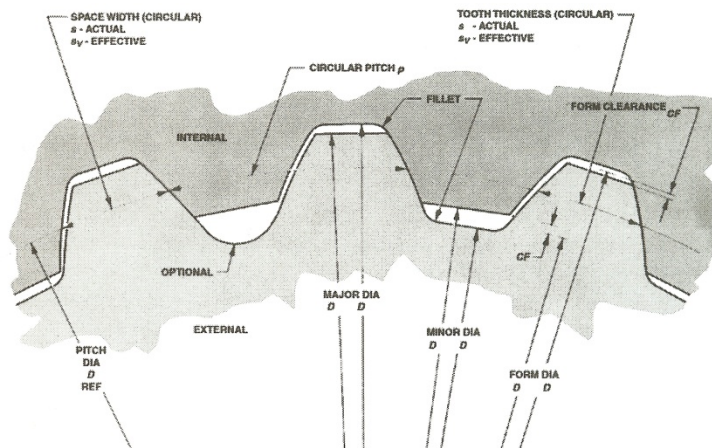 SPACE WIDTH (CIRCULAR)
s - ACTUAL
sv - EFFECTIVE
TOOTH THICKNESS (CIRCULAR)
s - ACTUAL
sv - EFFECTIVE
CIRCULAR PITCH p
FILLET
FORM CLEARANCE CF
INTERNAL
OPTIONAL
CF
MAJOR DIA
D D
EXTERNAL
MINOR DIA
D D
PITCH
DIA
D
REF
FORM DIA
D D